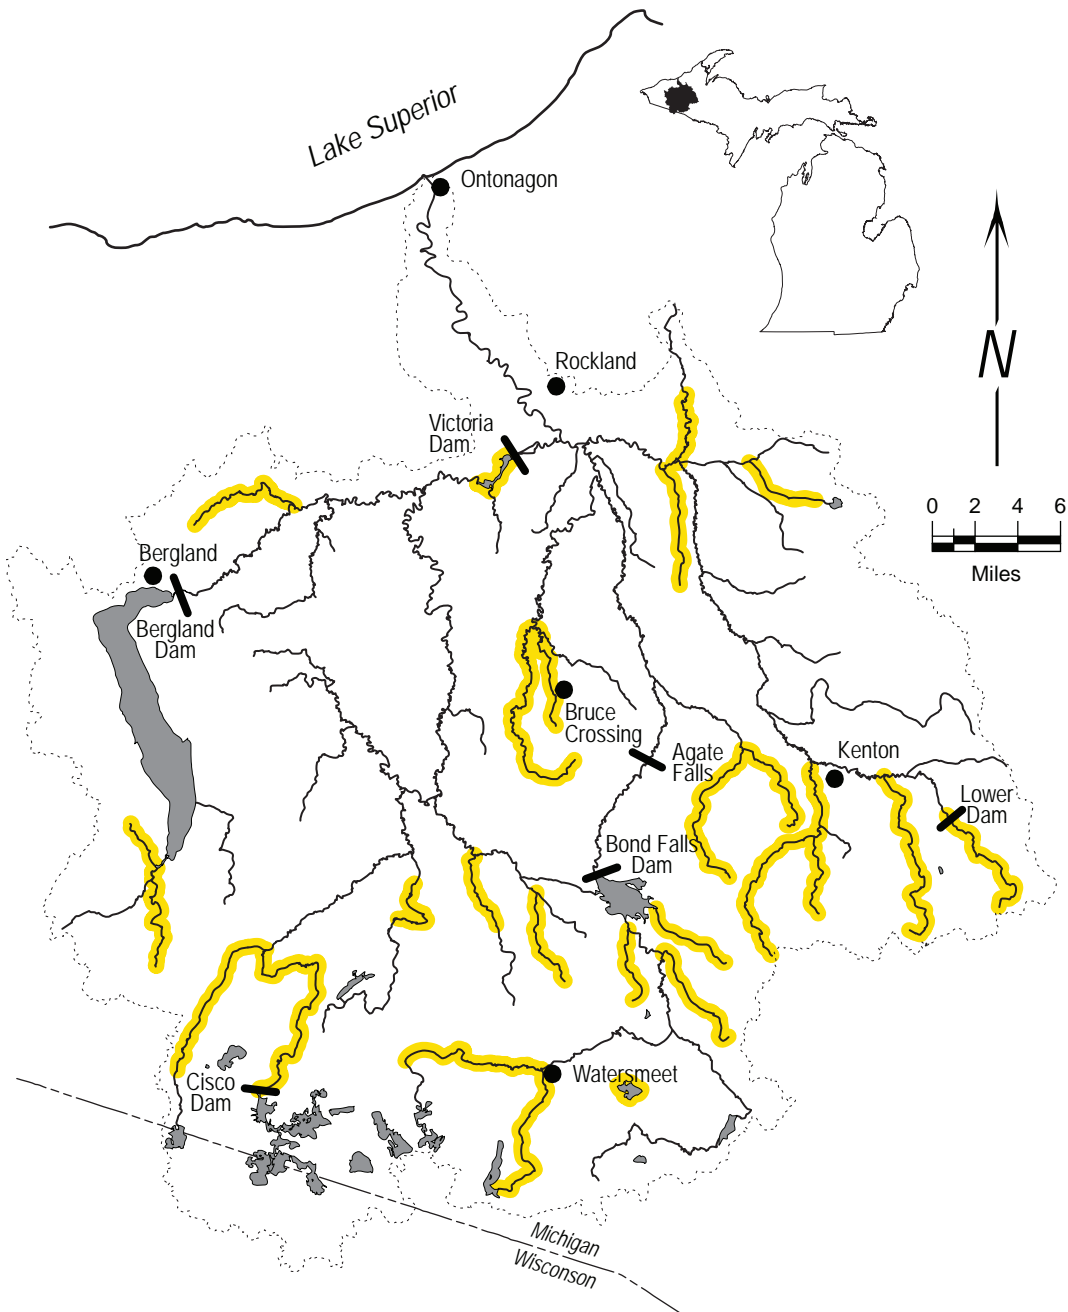 Lake Superior
Ontonagon
Rockland
N
Victoria
Dam
0 2 4 6
Miles
Bergland
Bergland
Dam
Bruce
Crossing
Agate
Falls
Kenton
Lower
Dam
Bond Falls
Dam
Cisco
Dam
Watersmeet
Michigan
Wisconson